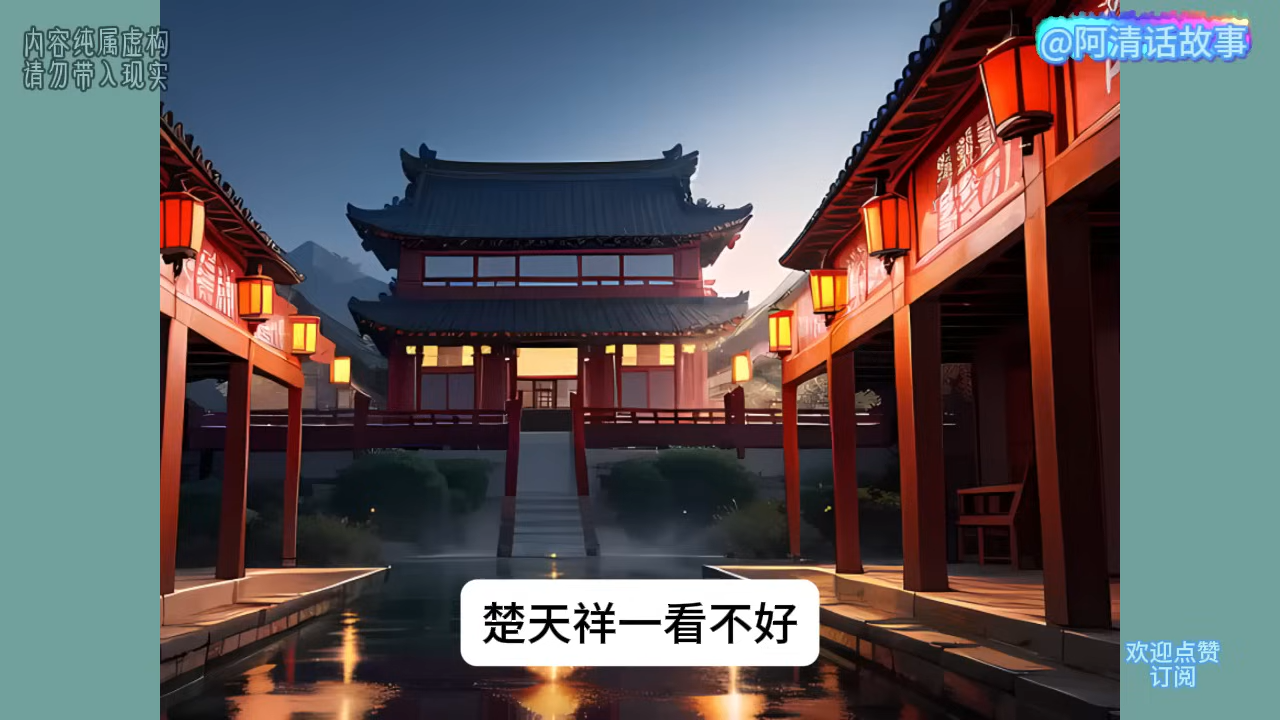 内容纯属虚构
请勿带入现实
@阿清话故事
楚天祥一看不好
欢迎点赞
订阅